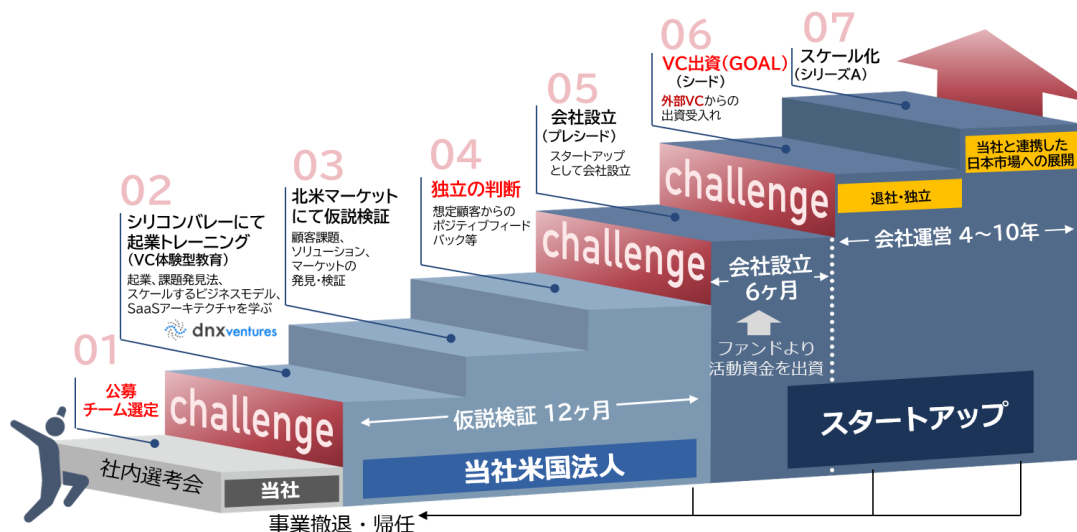 01
公募
チーム選定
02
シリコンバレーにて
起業トレーニング
(VC体験型教育)
起業、課題発見法、
スケールするビジネスモデル、
SaaSアーキテクチャを学ぶ
dnxventures
03
北米マーケット
にて仮説検証
顧客課題、
ソリューション、
マーケットの
発見・検証
04
独立の判断
想定顧客からの
ポジティブフィード
バック等
05
会社設立
(プレシード)
スタートアップ
として会社設立
06
VC出資(GOAL)
(シード)
外部VCからの
出資受入れ
07
スケール化
(シリーズA)
challenge
challenge
challenge
当社と連携した
日本市場への展開
退社・独立
会社運営 4～10年
会社設立
6ヶ月
ファンドより
活動資金を出資
仮説検証 12ヶ月
スタートアップ
当社米国法人
社内選考会
当社
事業撤退・帰任